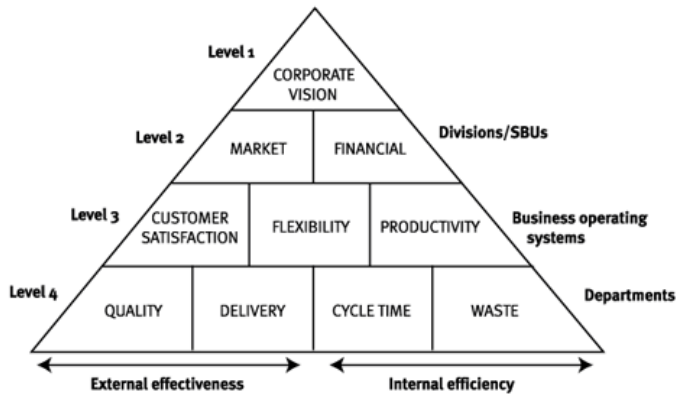 Level 1
CORPORATE
VISION
Level 2
MARKET
FINANCIAL
Divisions/SBUs
Level 3
CUSTOMER
SATISFACTION
FLEXIBILITY
PRODUCTIVITY
Business operating
systems
Level 4
QUALITY
DELIVERY
CYCLE TIME
WASTE
Departments
External effectiveness
Internal efficiency